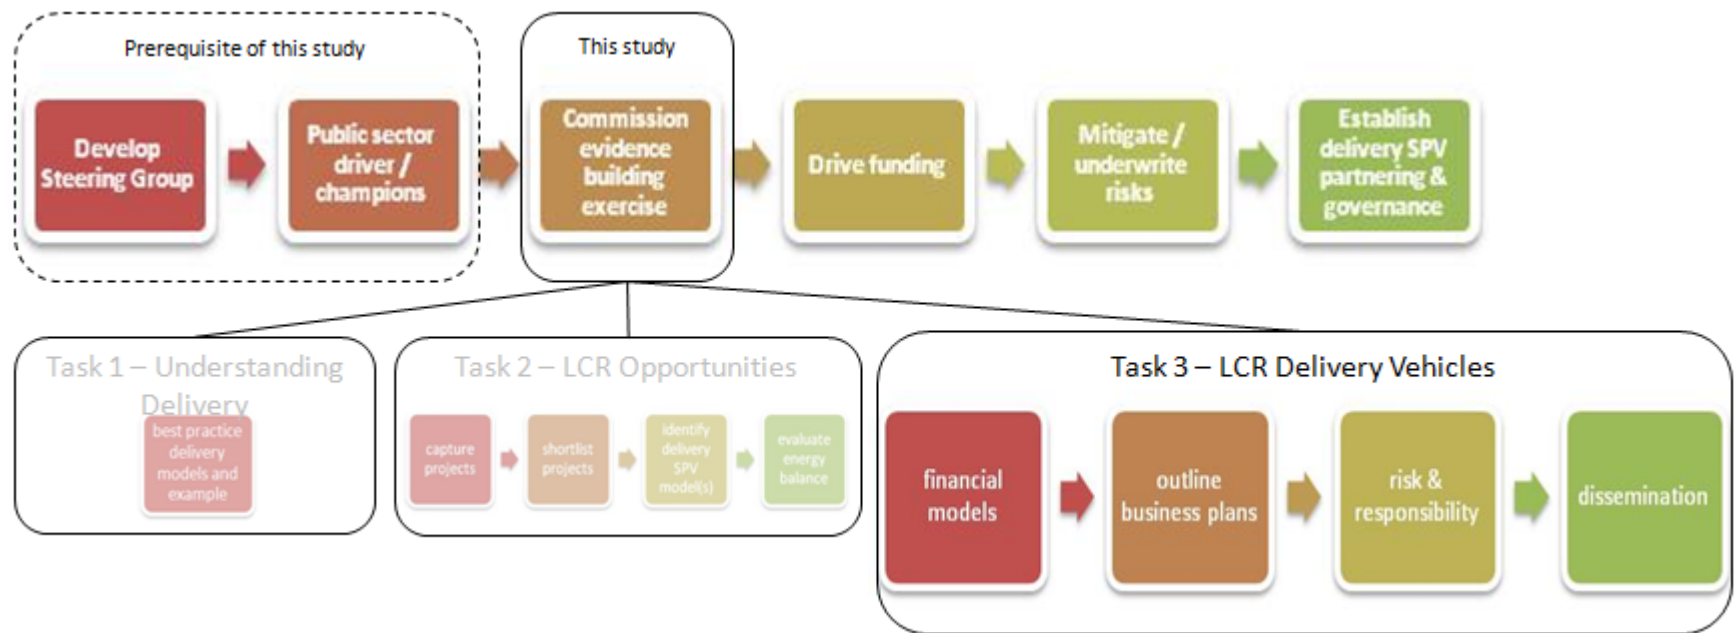 Prerequisite of this study
This study
Develop
Steering Group
Public sector
driver /
champions
Commission
evidence
building
exercise
Drive funding
Mitigate /
underwrite
risks
Establish
delivery SPV
partnering &
governance
Task 1 – Understanding
Delivery
best practice
delivery
models and
example
Task 2 – LCR Opportunities
capture
projects
shortlist
projects
identify
delivery
SPV
model(s)
evaluate
energy
balance
Task 3 – LCR Delivery Vehicles
financial
models
outline
business plans
risk &
responsibility
dissemination